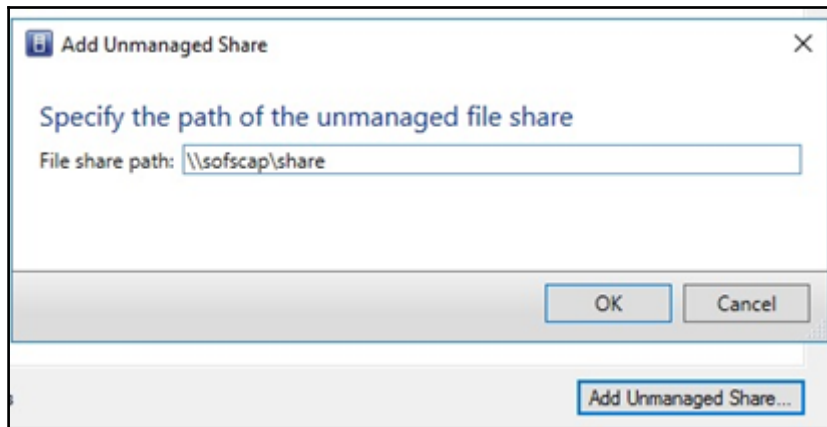 Add Unmanaged Share
Specify the path of the unmanaged file share
File share path: \\sofscap\share
OK Cancel
Add Unmanaged Share...